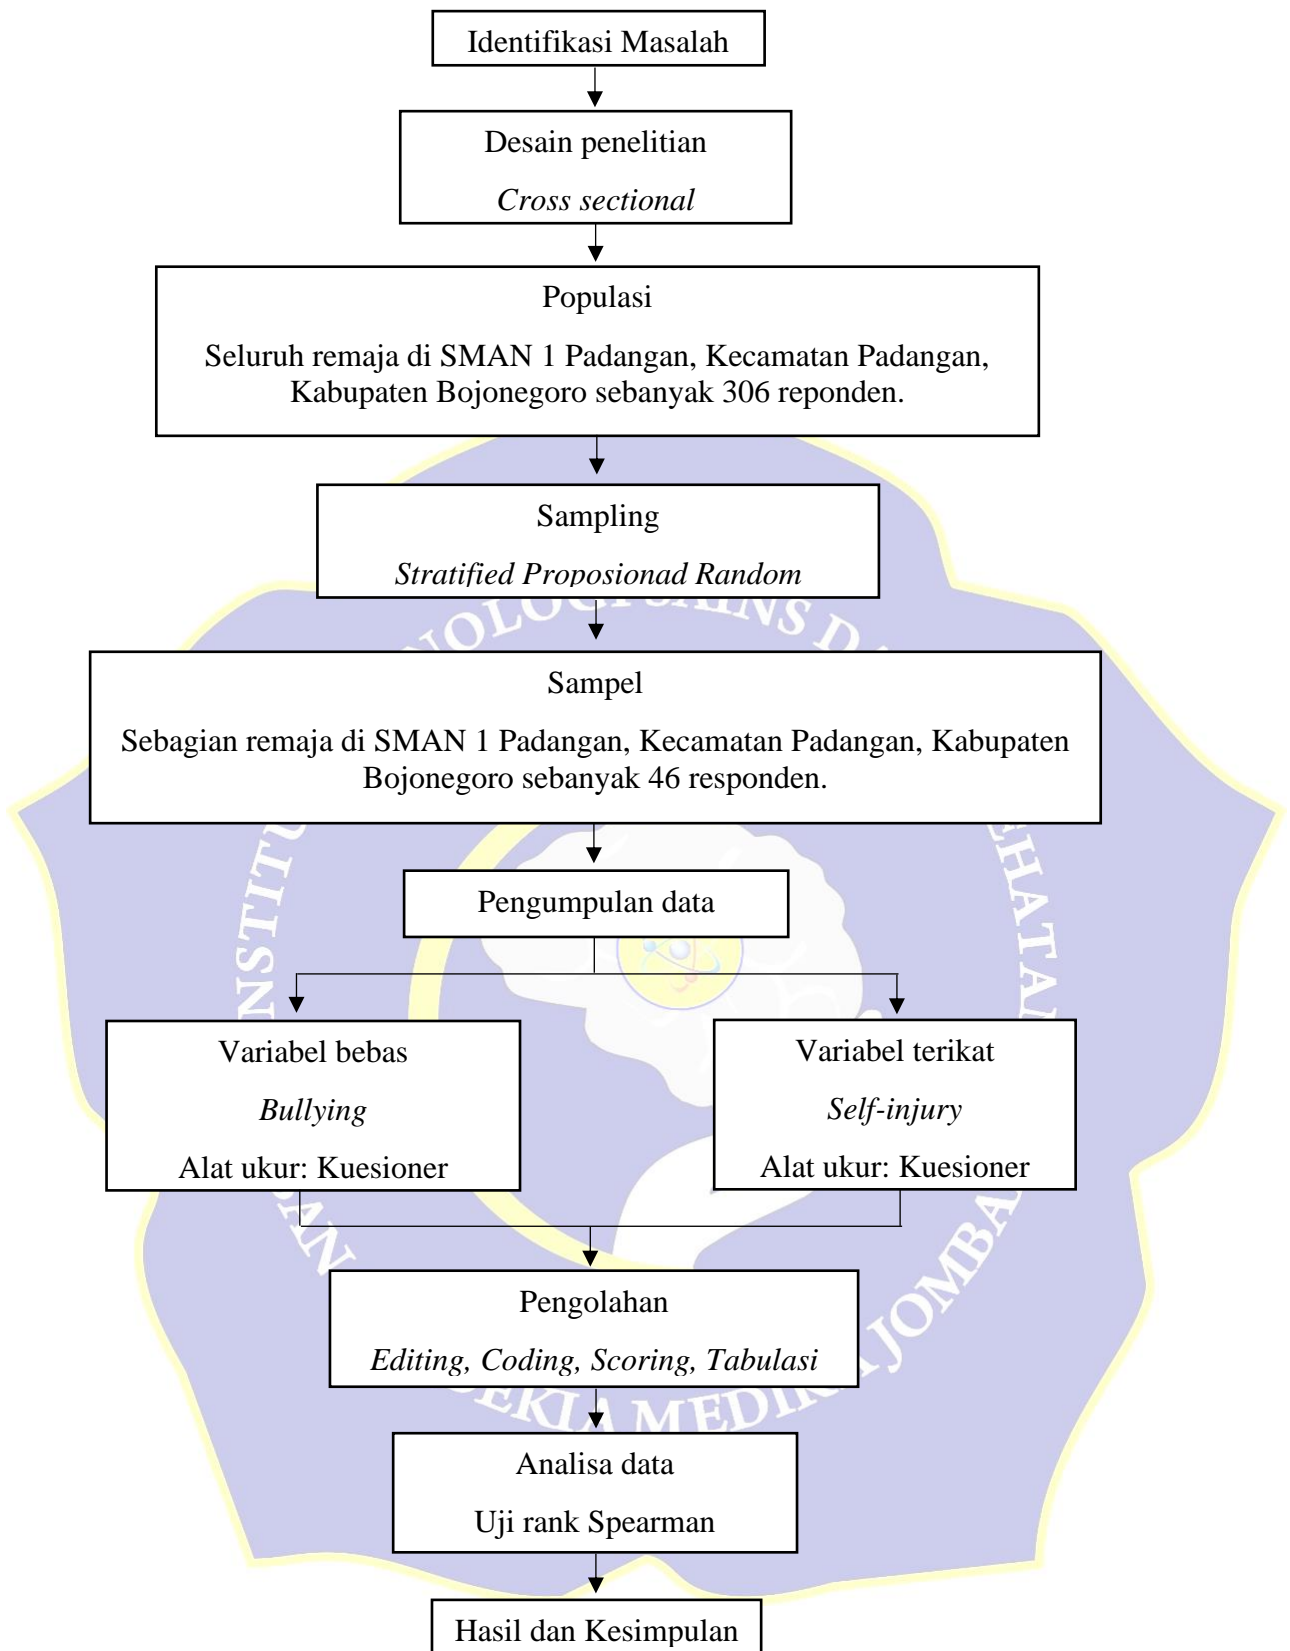 Identifikasi Masalah
Desain penelitian
Cross sectional
Populasi
Seluruh remaja di SMAN 1 Padangan, Kecamatan Padangan,
Kabupaten Bojonegoro sebanyak 306 reponden.
Sampling
Stratified Proposionad Random
Sampel
Sebagian remaja di SMAN 1 Padangan, Kecamatan Padangan, Kabupaten
Bojonegoro sebanyak 46 responden.
Pengumpulan data
Variabel bebas
Bullying
Alat ukur: Kuesioner
Variabel terikat
Self-injury
Alat ukur: Kuesioner
Pengolahan
Editing, Coding, Scoring, Tabulasi
Analisa data
Uji rank Spearman
Hasil dan Kesimpulan